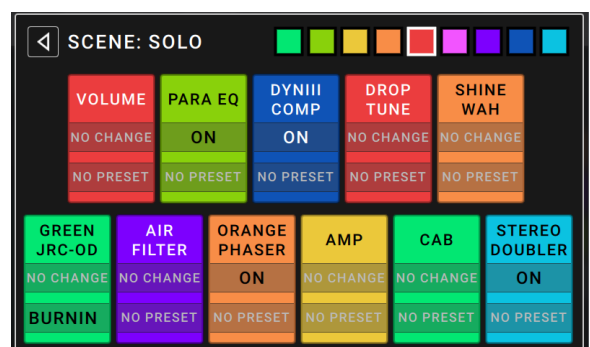 SCENE: SOLO
VOLUME
NO CHANGE
NO PRESET
PARA EQ
ON
NO PRESET
DYNIII
COMP
ON
NO PRESET
DROP
TUNE
NO CHANGE
NO PRESET
SHINE
WAH
NO CHANGE
NO PRESET
GREEN
JRC-OD
NO CHANGE
BURNIN
AIR
FILTER
NO CHANGE
NO PRESET
ORANGE
PHASER
ON
NO PRESET
AMP
NO CHANGE
NO PRESET
CAB
NO CHANGE
NO PRESET
STEREO
DOUBLER
ON
NO PRESET